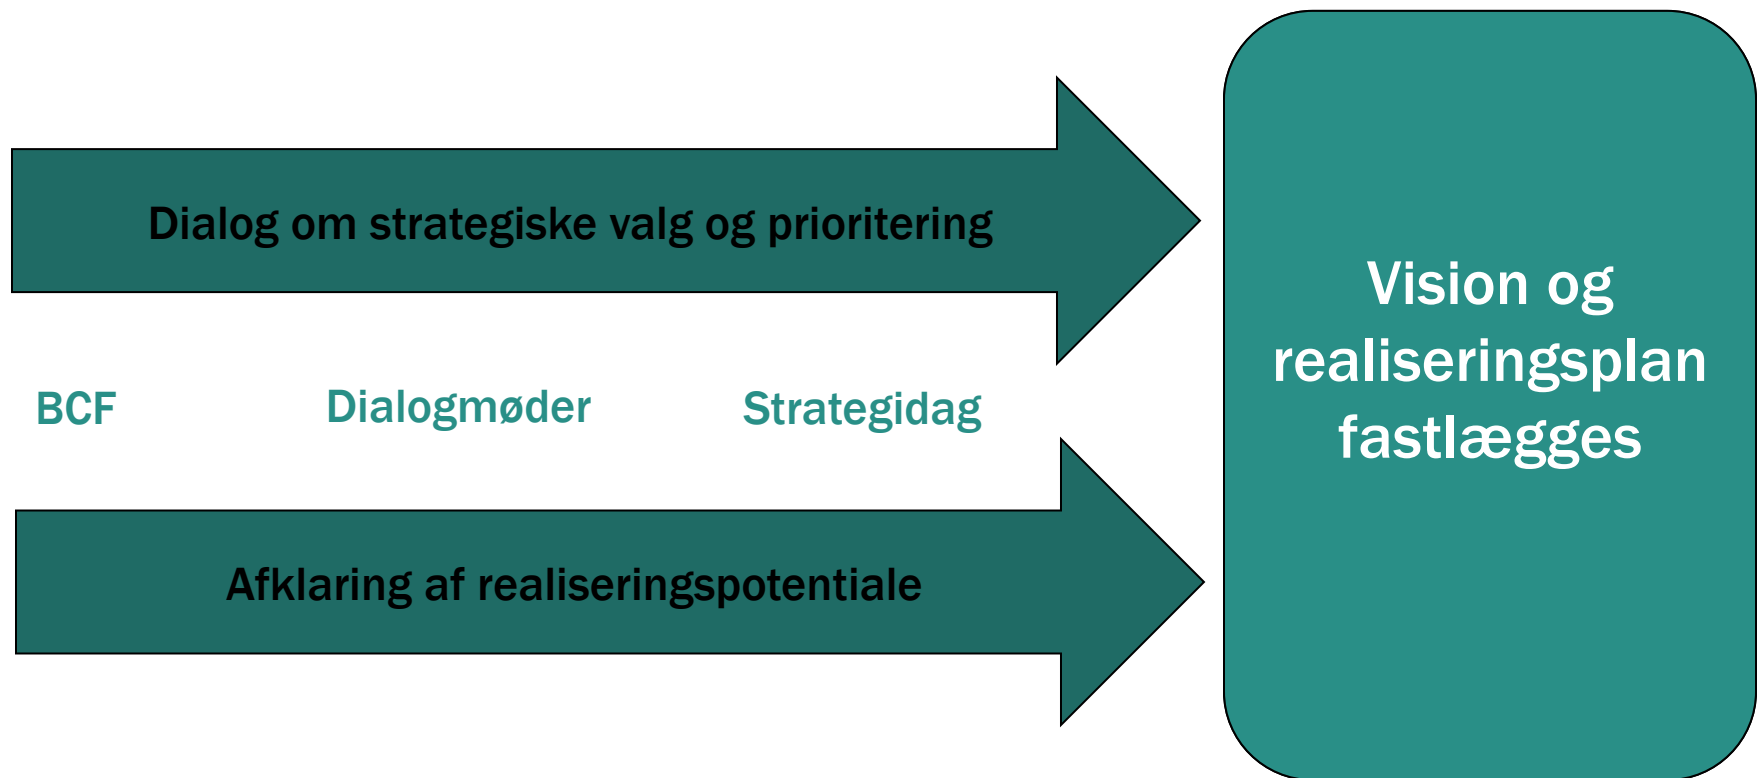 Dialog om strategiske valg og prioritering
BCF
Dialogmøder
Strategidag
Afklaring af realiseringspotentiale
Vision og
realiseringsplan
fastlægges